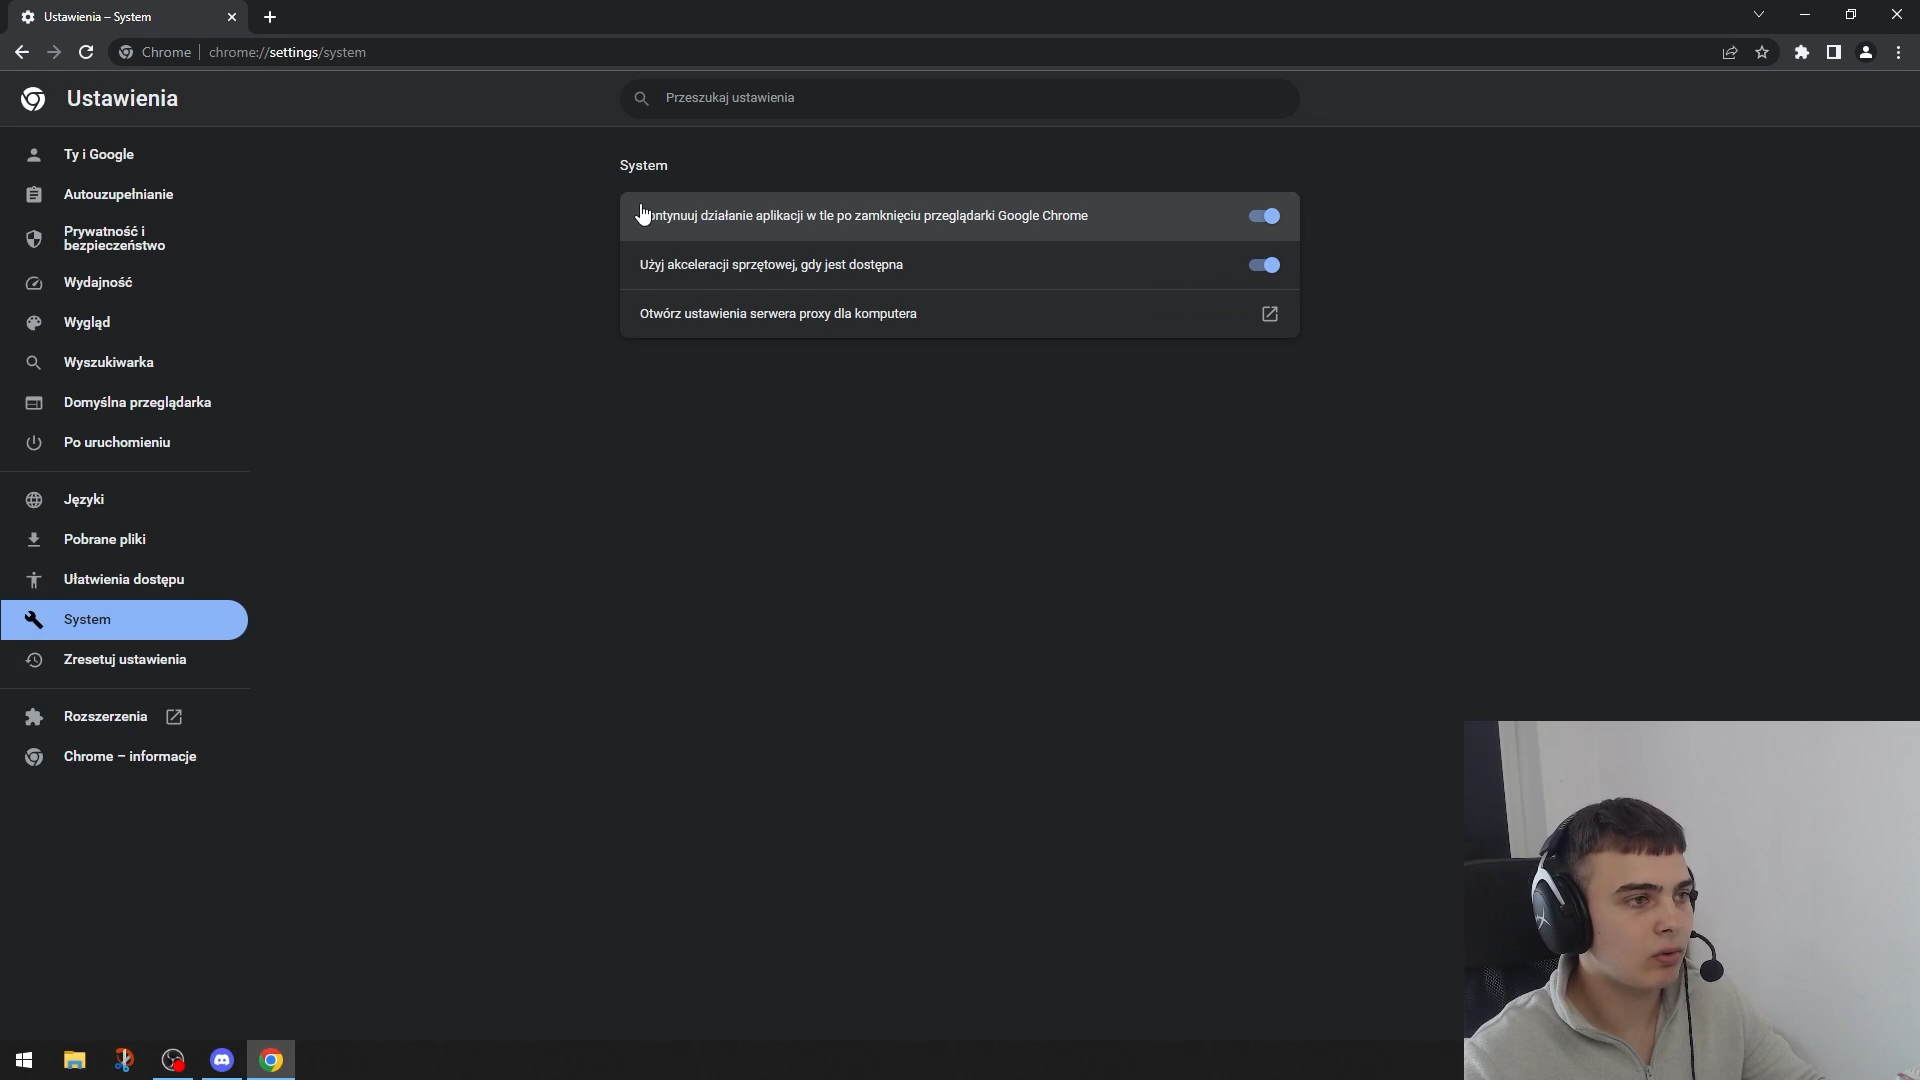 Ustawienia – System
Chrome
chrome://settings/system
Ustawienia
Przeszukaj ustawienia
Ty i Google
Autouzupełnianie
Prywatność i
bezpieczeństwo
Wydajność
Wygląd
Wyszukiwarka
Domyślna przeglądarka
Po uruchomieniu
Języki
Pobrane pliki
Ułatwienia dostępu
System
Zresetuj ustawienia
Rozszerzenia
Chrome – informacje
System
działanie aplikacji w tle po zamknięciu przeglądarki Google Chrome
Użyj akceleracji sprzętowej, gdy jest dostępna
Otwórz ustawienia serwera proxy dla komputera